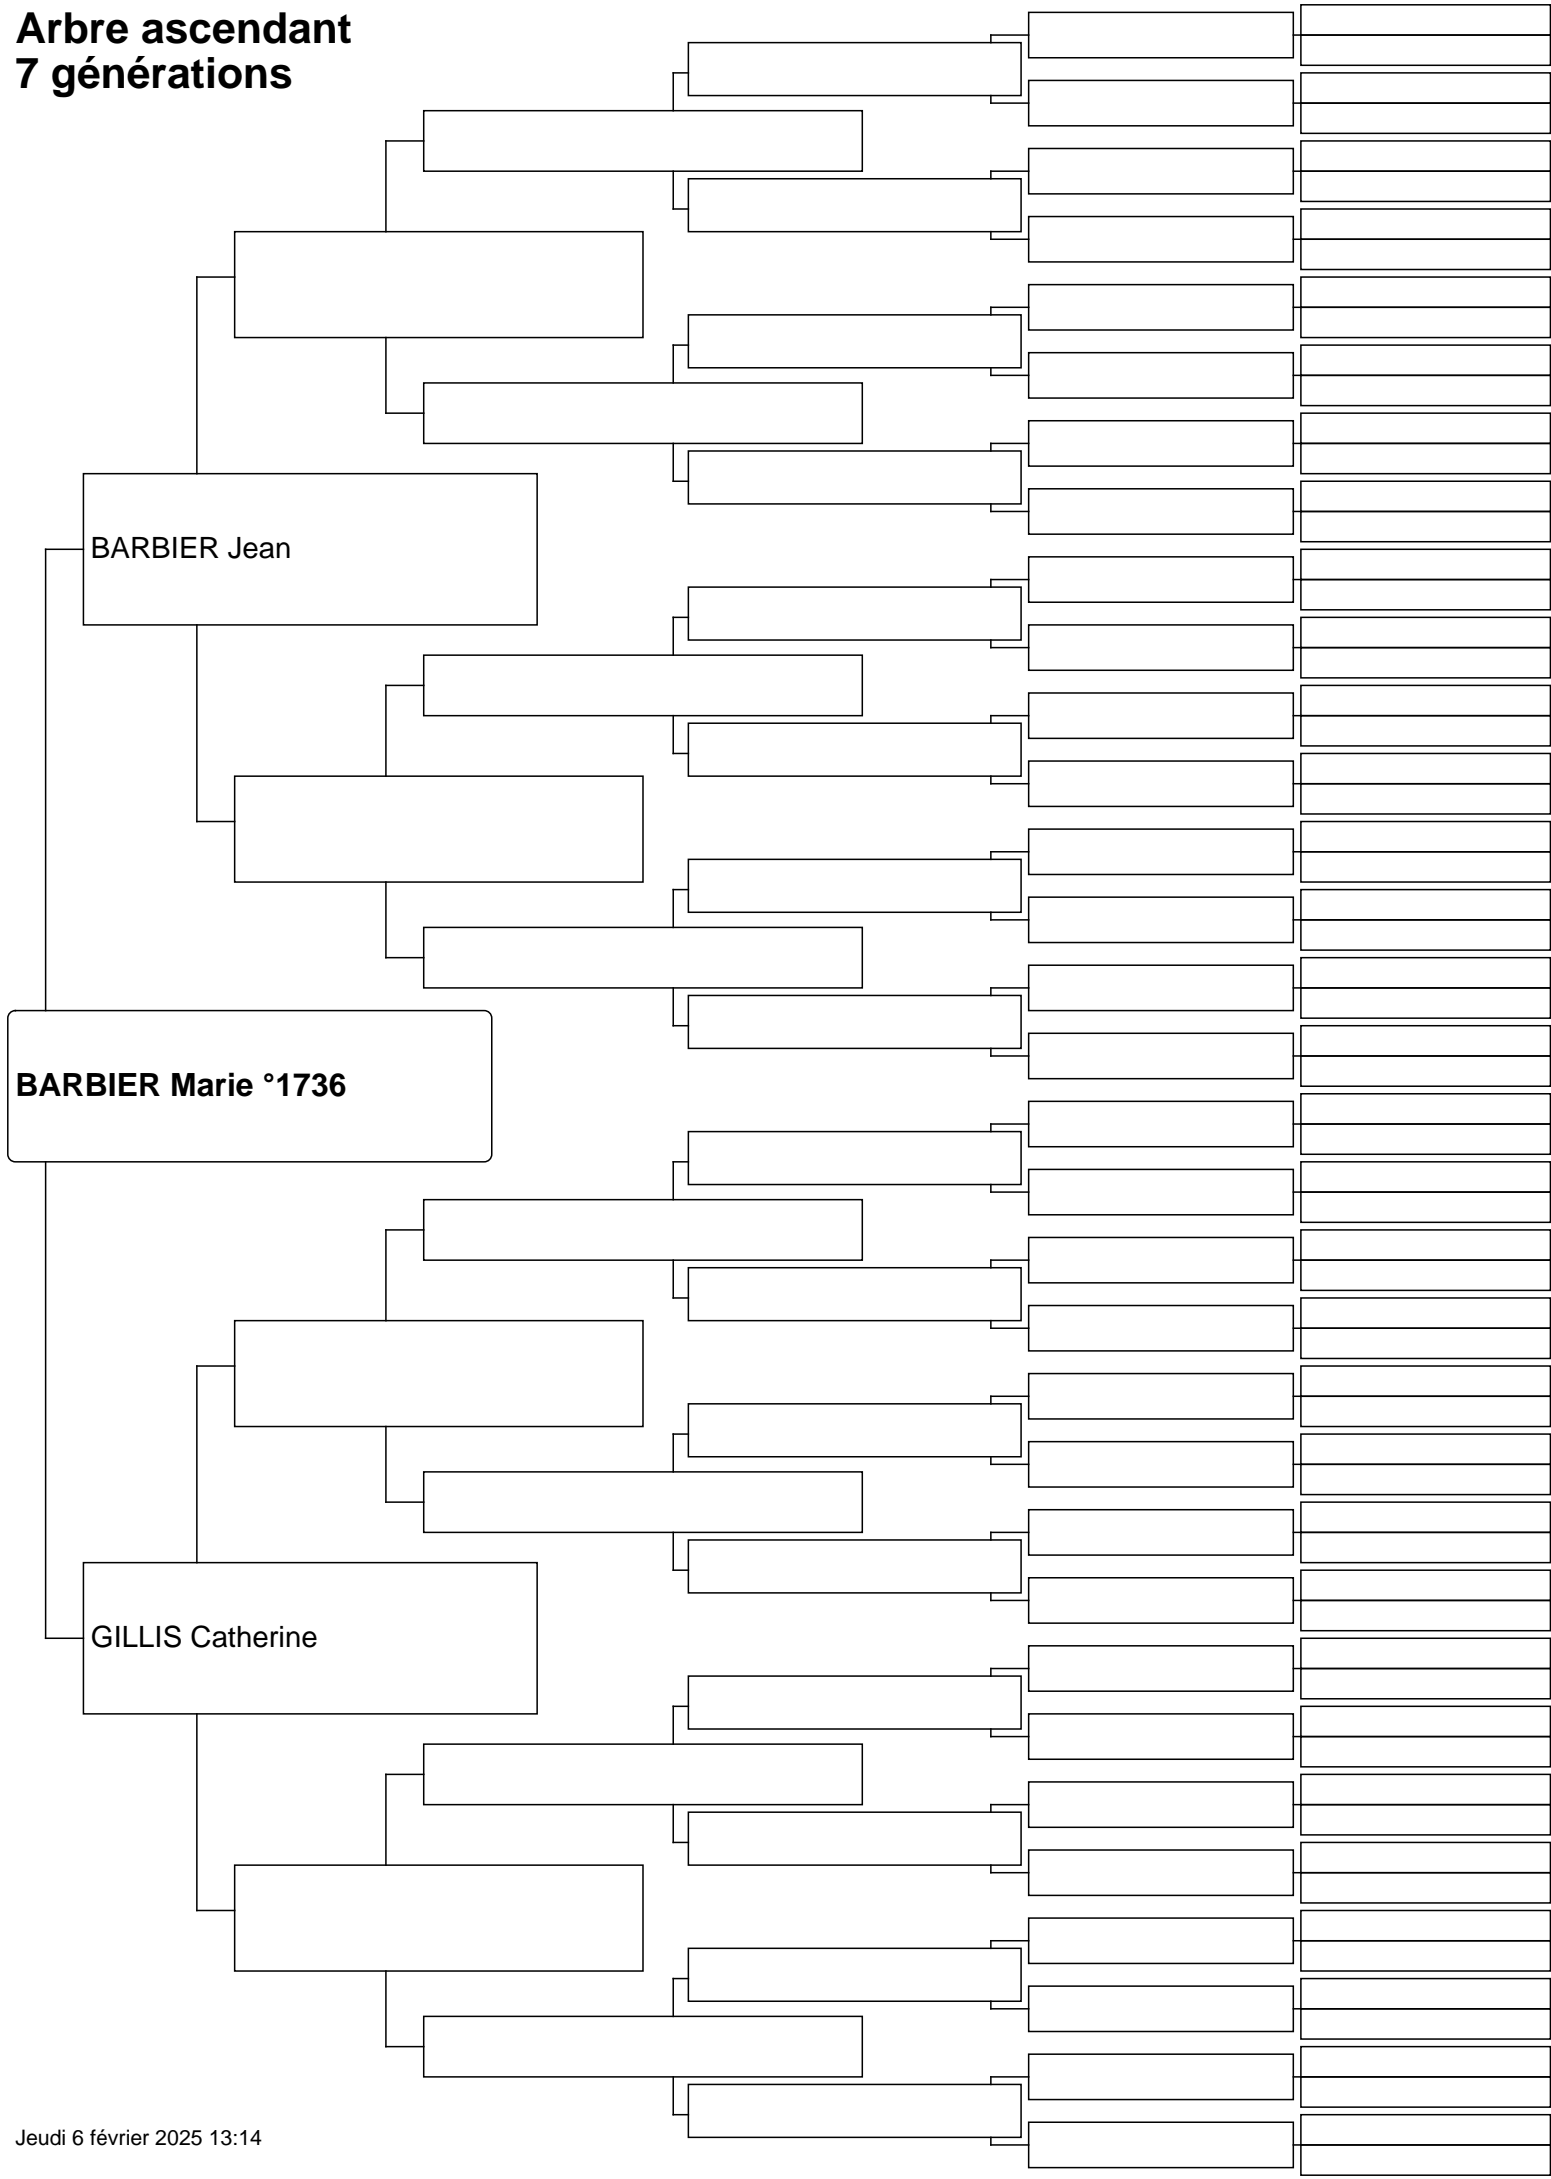 Arbre ascendant
7 générations
BARBIER Jean
BARBIER Marie °1736
GILLIS Catherine
Jeudi 6 février 2025 13:14